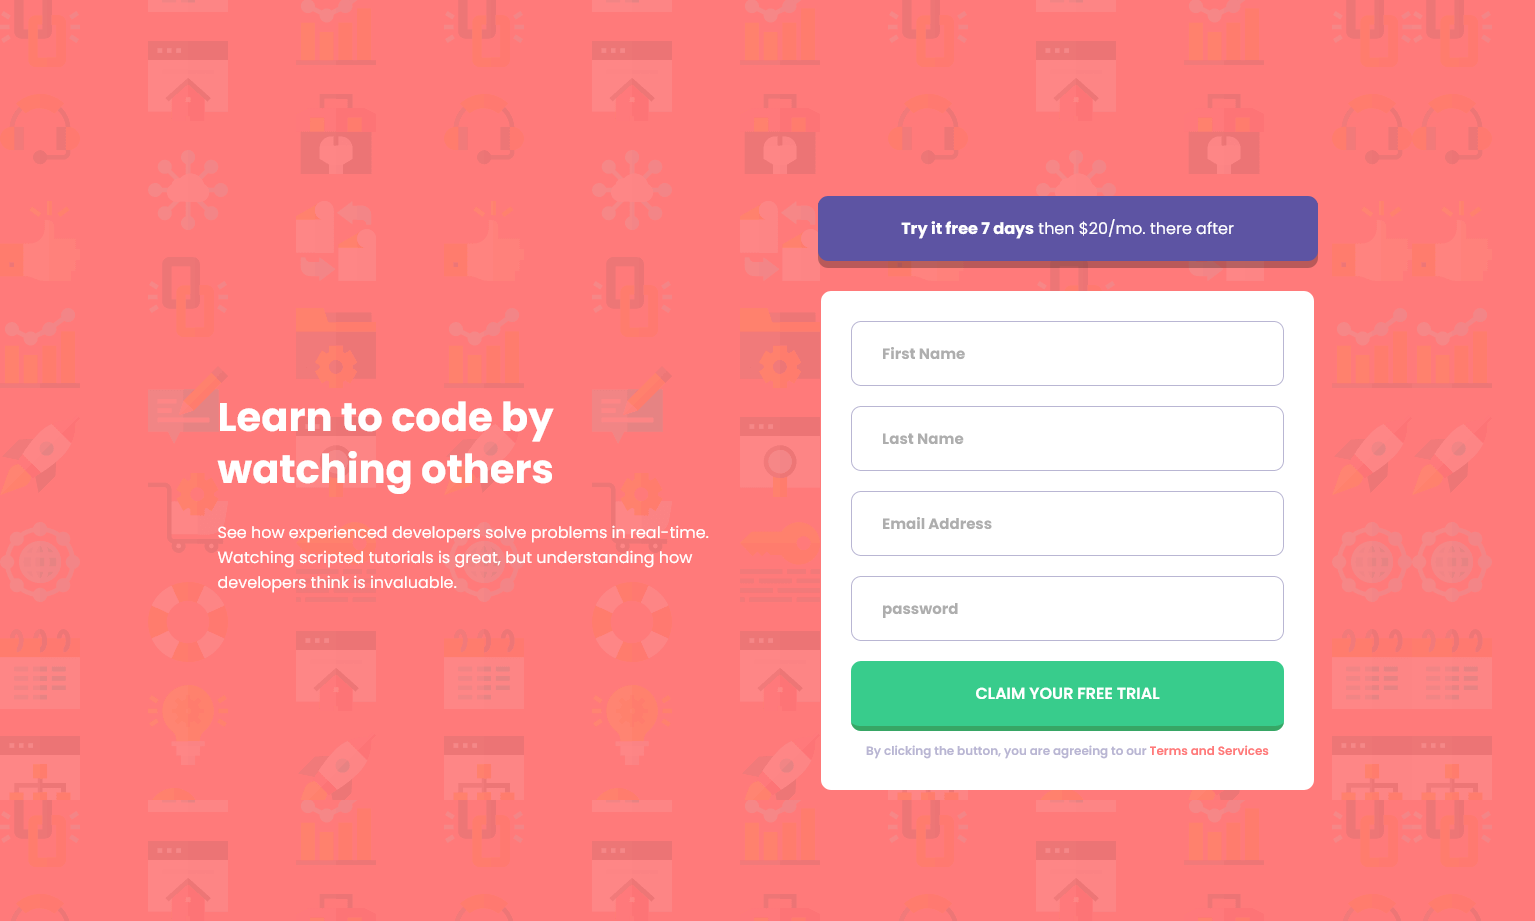 Learn to code by
watching others
See how experienced developers solve problems in real-time.
Watching scripted tutorials is great, but understanding how
developers think is invaluable.
Try it free 7 days then $20/mo. there after
First Name
Last Name
Email Address
password
CLAIM YOUR FREE TRIAL
By clicking the button, you are agreeing to our Terms and Services